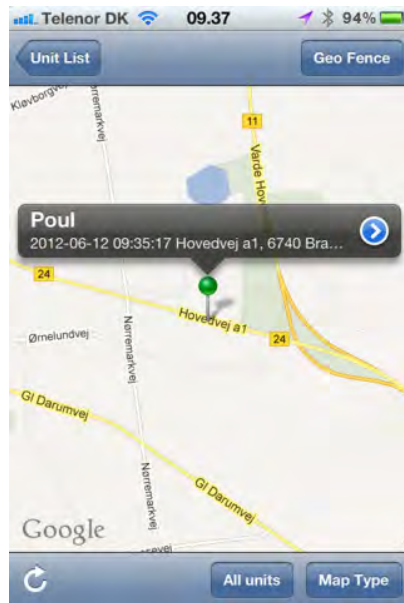 Telenor DK 09.37 94%
Unit List Geo Fence
Kløvborgvej
Nørremarkvej
11
Varde Hov
Poul
2012-06-12 09:35:17 Hovedvej a1, 6740 Bra...
24
Hovedvej a1
24
Ørnelundvej
Nørremarkvej
Gl Darumvej
Nørremarkvej
Gl Darumvej
Google
All units Map Type